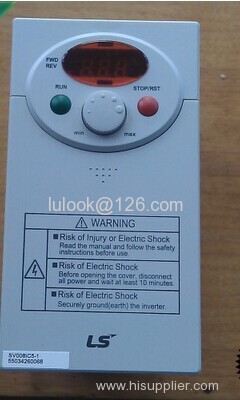 FWD
REV
RUN
STOP/RST
min
max
lulook@126 com
⚠ WARNING
■ Risk of Injury or Electric Shock
Read the manual and follow the safety
instructions before use.
■ Risk of Electric Shock
Before opening the cover, disconnect
all power and wait at least 10 minutes.
■ Risk of Electric Shock
Securely ground(earth) the inverter.
SV008iC5-1
55034260068
LS
fr.hisupplier.com